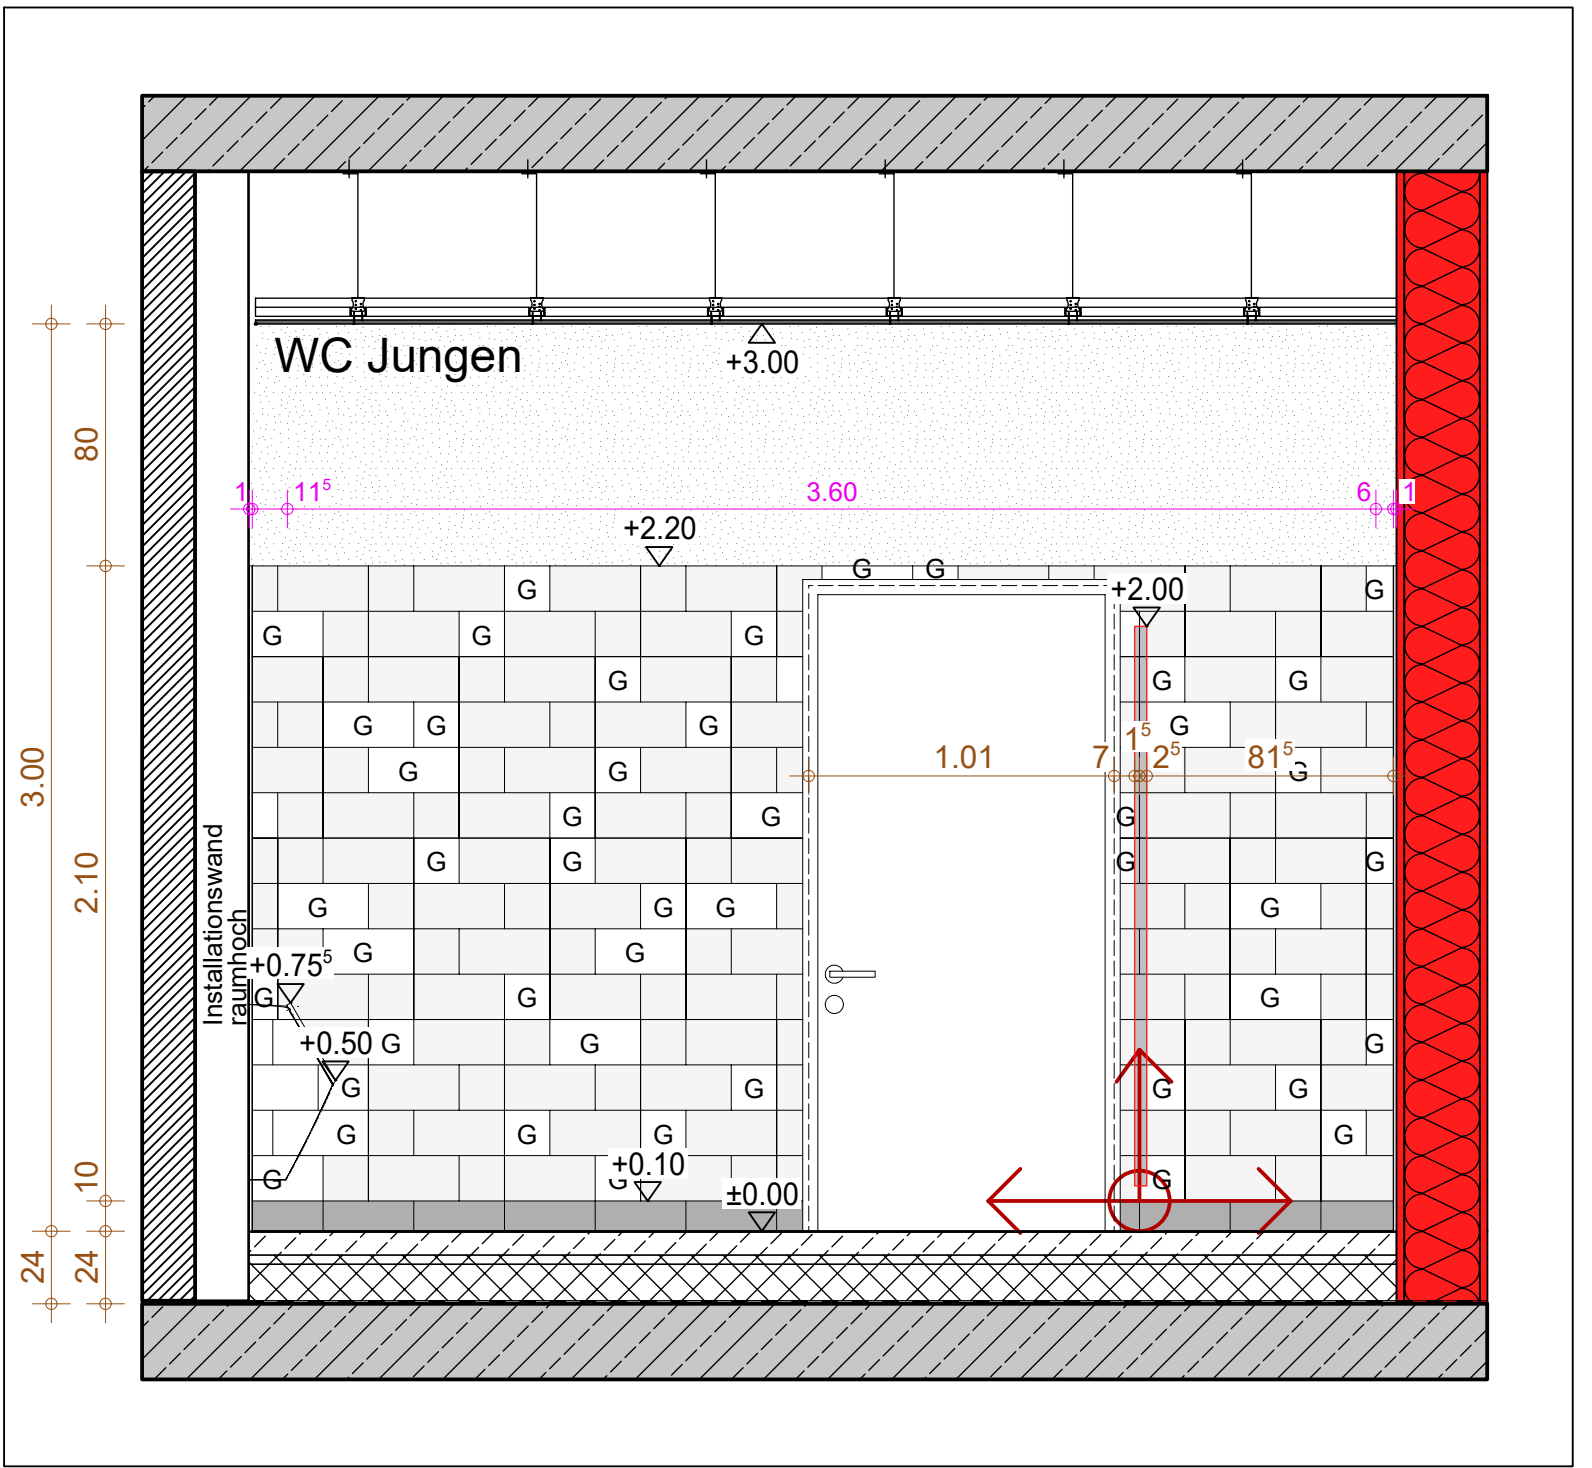 WC Jungen
+3.00
80
1
11⁵
3.60
6
1
+2.20
G
G
G
G
+2.00
G
G
G
G
G
G
G
G
G
G
1⁵
3.00
1.01
7
2⁵
81⁵
G
G
G
G
G
G
2.10
Installationswand
raumhoch
G
G
G
G
G
G
G
G
G
G
G
+0.75⁵
G
G
G
+0.50
G
G
G
G
G
G
G
G
G
G
G
10
+0.10
G
G
G
±0.00
24
24